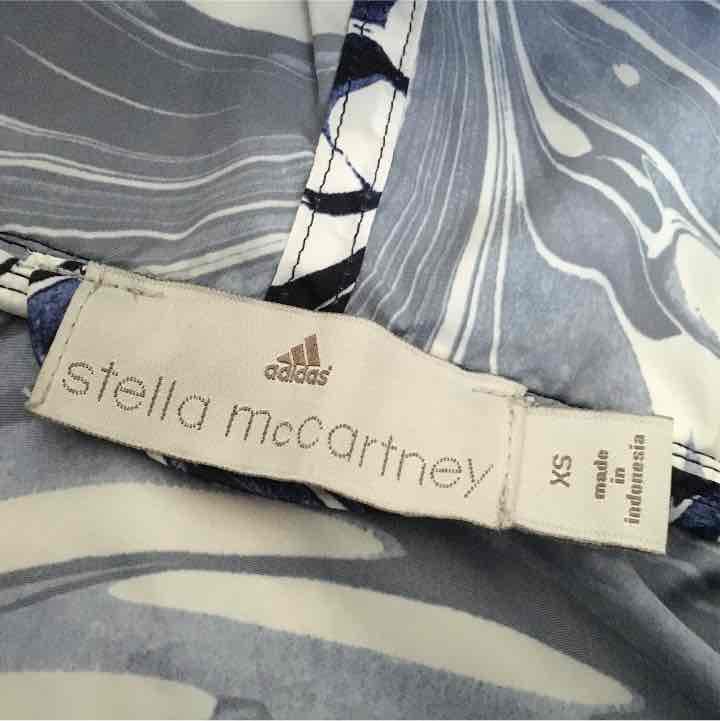 adidas
stella mcCartney
XS
made
in
indonesia